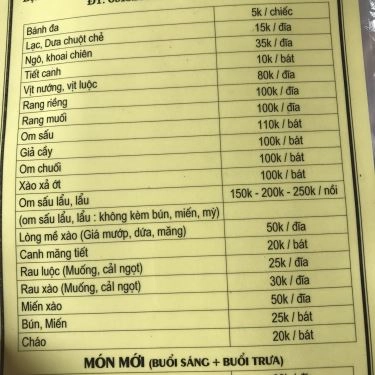 Bánh đa 5k / chiếc
Lạc, Dưa chuột chẻ 15k / đĩa
Ngô, khoai chiên 35k / đĩa
Tiết canh 10k / bát
Vịt nướng, vịt luộc 80k / đĩa
Rang riềng 100k / đĩa
Rang muối 100k / đĩa
Om sấu 110k / bát
Giả cầy 100k / bát
Om chuối 100k / bát
Xào xả ớt 100k / bát
Om sấu lẩu, lẩu 150k - 200k - 250k / nồi
(om sấu lẩu, lẩu : không kèm bún, miến, mỳ)
Lòng mề xào (Giá mướp, dứa, măng) 50k / đĩa
Canh măng tiết 20k / bát
Rau luộc (Muống, cải ngọt) 25k / đĩa
Rau xào (Muống, cải ngọt) 30k / đĩa
Miến xào 50k / đĩa
Bún, Miến 25k / bát
Cháo 20k / bát
MÓN MỚI (BUỔI SÁNG + BUỔI TRƯA)